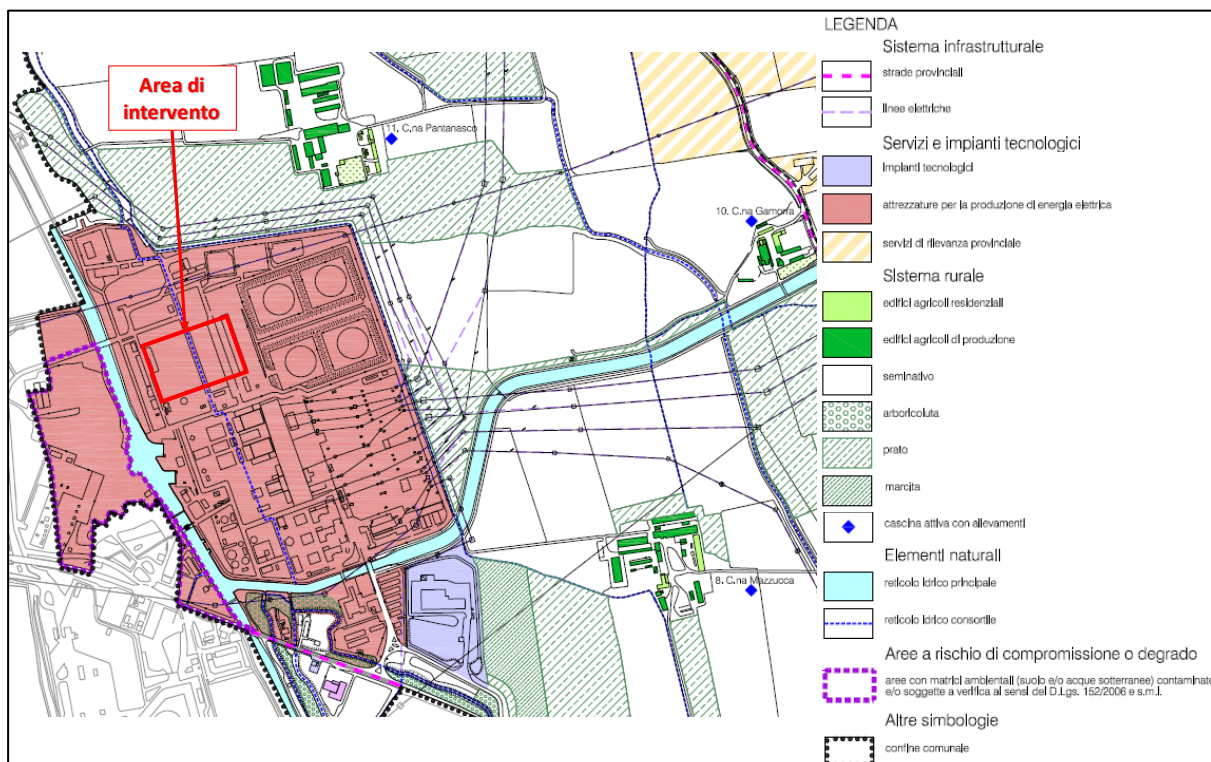 Area di
intervento
11. C.na Pantanasco
10. C.na Gamorra
8. C.na Mazzucca
LEGENDA
Sistema infrastrutturale
strade provinciali
linee elettriche
Servizi e impianti tecnologici
impianti tecnologici
attrezzature per la produzione di energia elettrica
servizi di rilevanza provinciale
Sistema rurale
edifici agricoli residenziali
edifici agricoli di produzione
seminativo
arboricoluta
prato
marcita
cascina attiva con allevamenti
Elementi naturali
reticolo idrico principale
reticolo idrico consortile
Aree a rischio di compromissione o degrado
aree con matrici ambientali (suolo e/o acque sotterranee) contaminate
e/o soggette a verifica ai sensi del D.Lgs. 152/2006 e s.m.i.
Altre simbologie
confine comunale